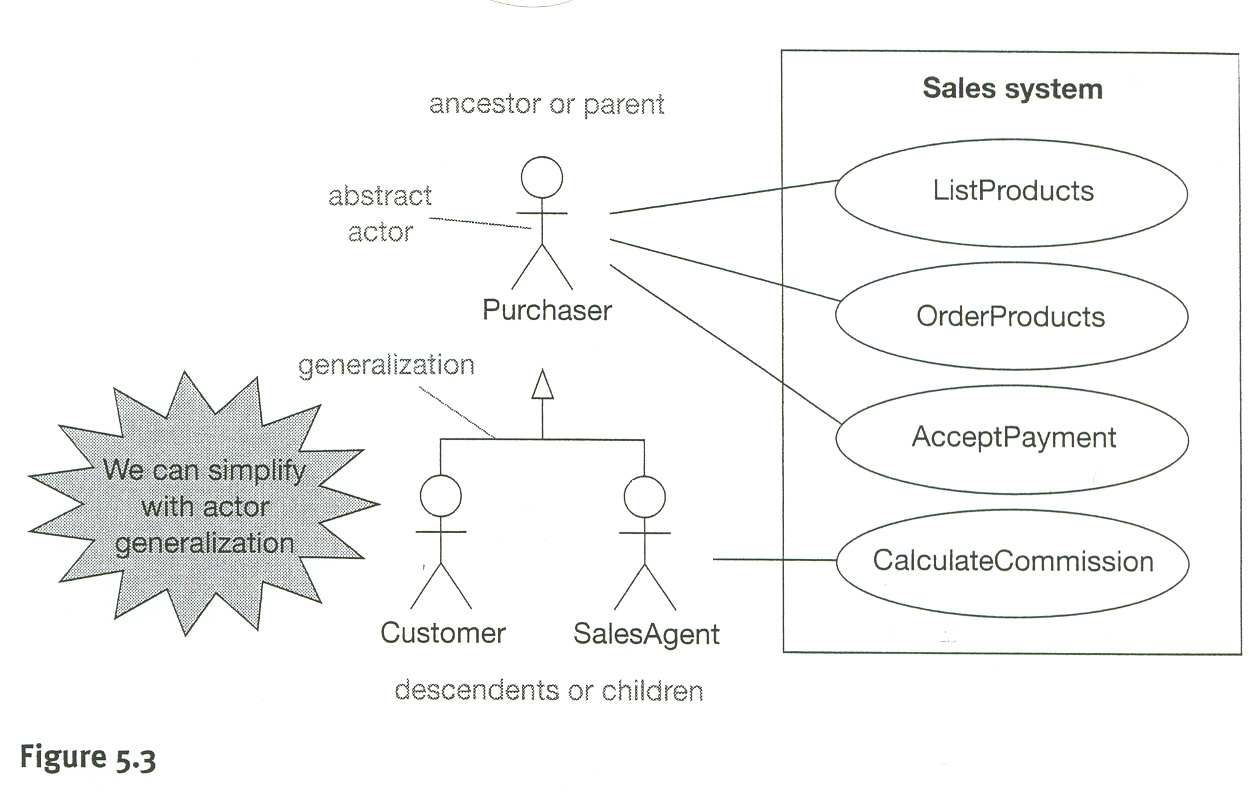 Sales system
ancestor or parent
abstract
actor
Purchaser
ListProducts
OrderProducts
AcceptPayment
CalculateCommission
generalization
We can simplify
with actor
generalization
Customer
SalesAgent
descendents or children
Figure 5.3